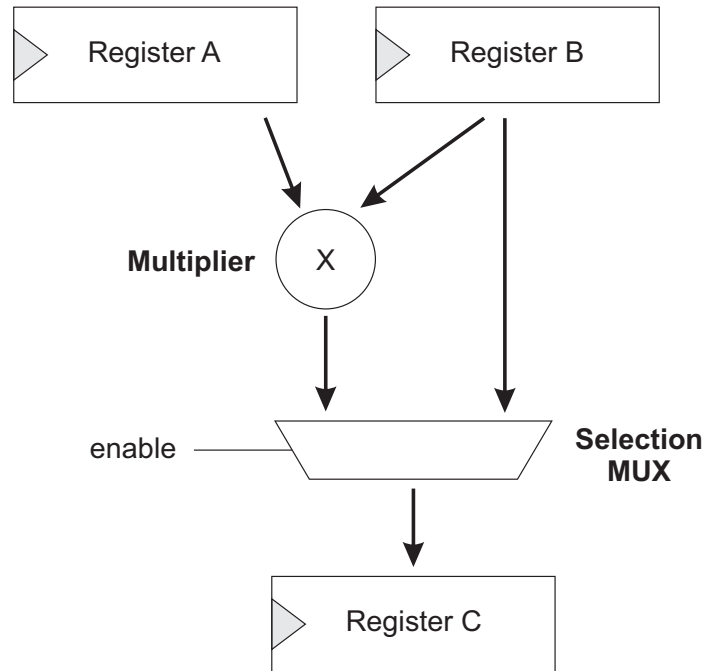 Register A
Register B
Multiplier
X
enable
Selection
MUX
Register C